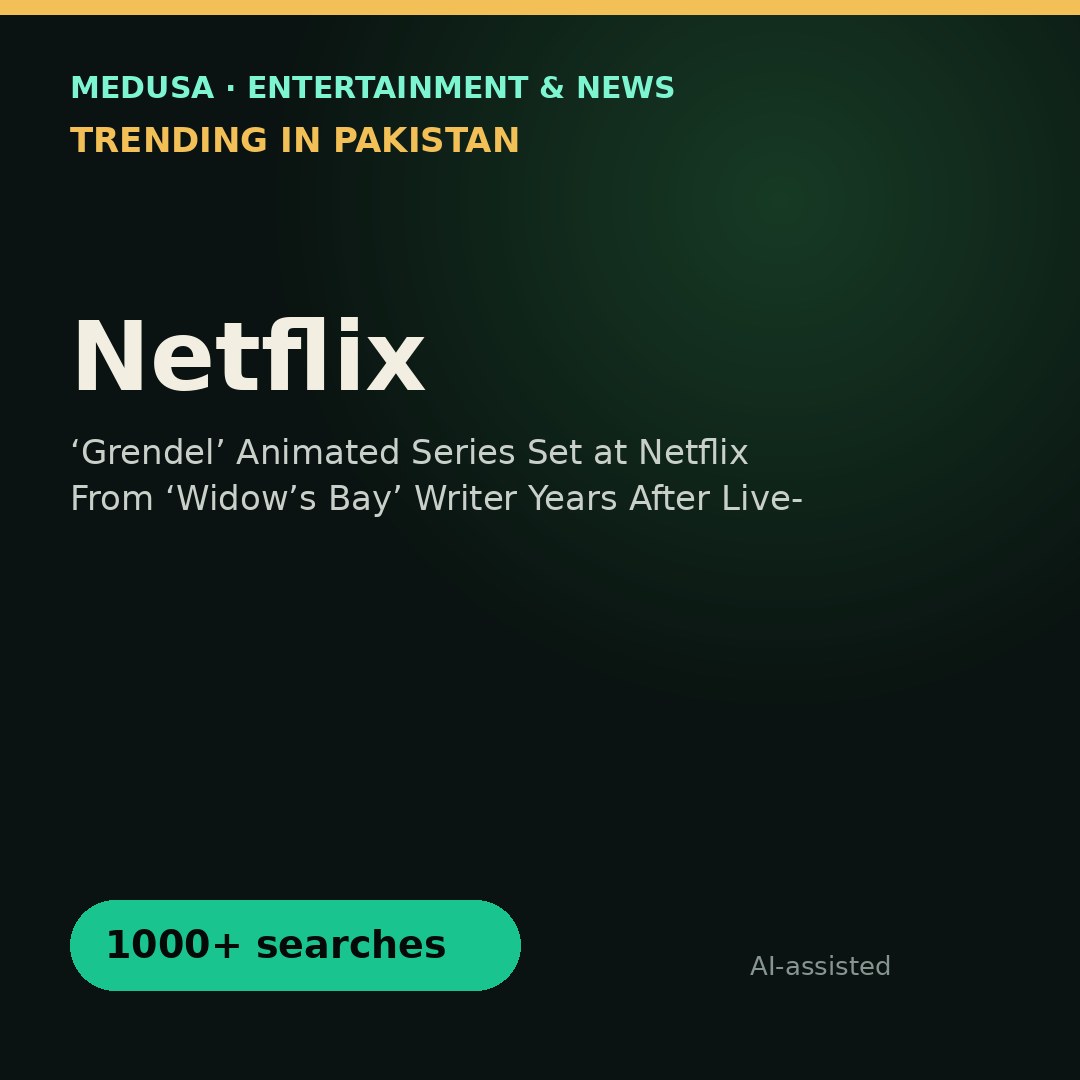 MEDUSA · ENTERTAINMENT & NEWS
TRENDING IN PAKISTAN
Netflix
‘Grendel’ Animated Series Set at Netflix
From ‘Widow’s Bay’ Writer Years After Live-
1000+ searches
AI-assisted